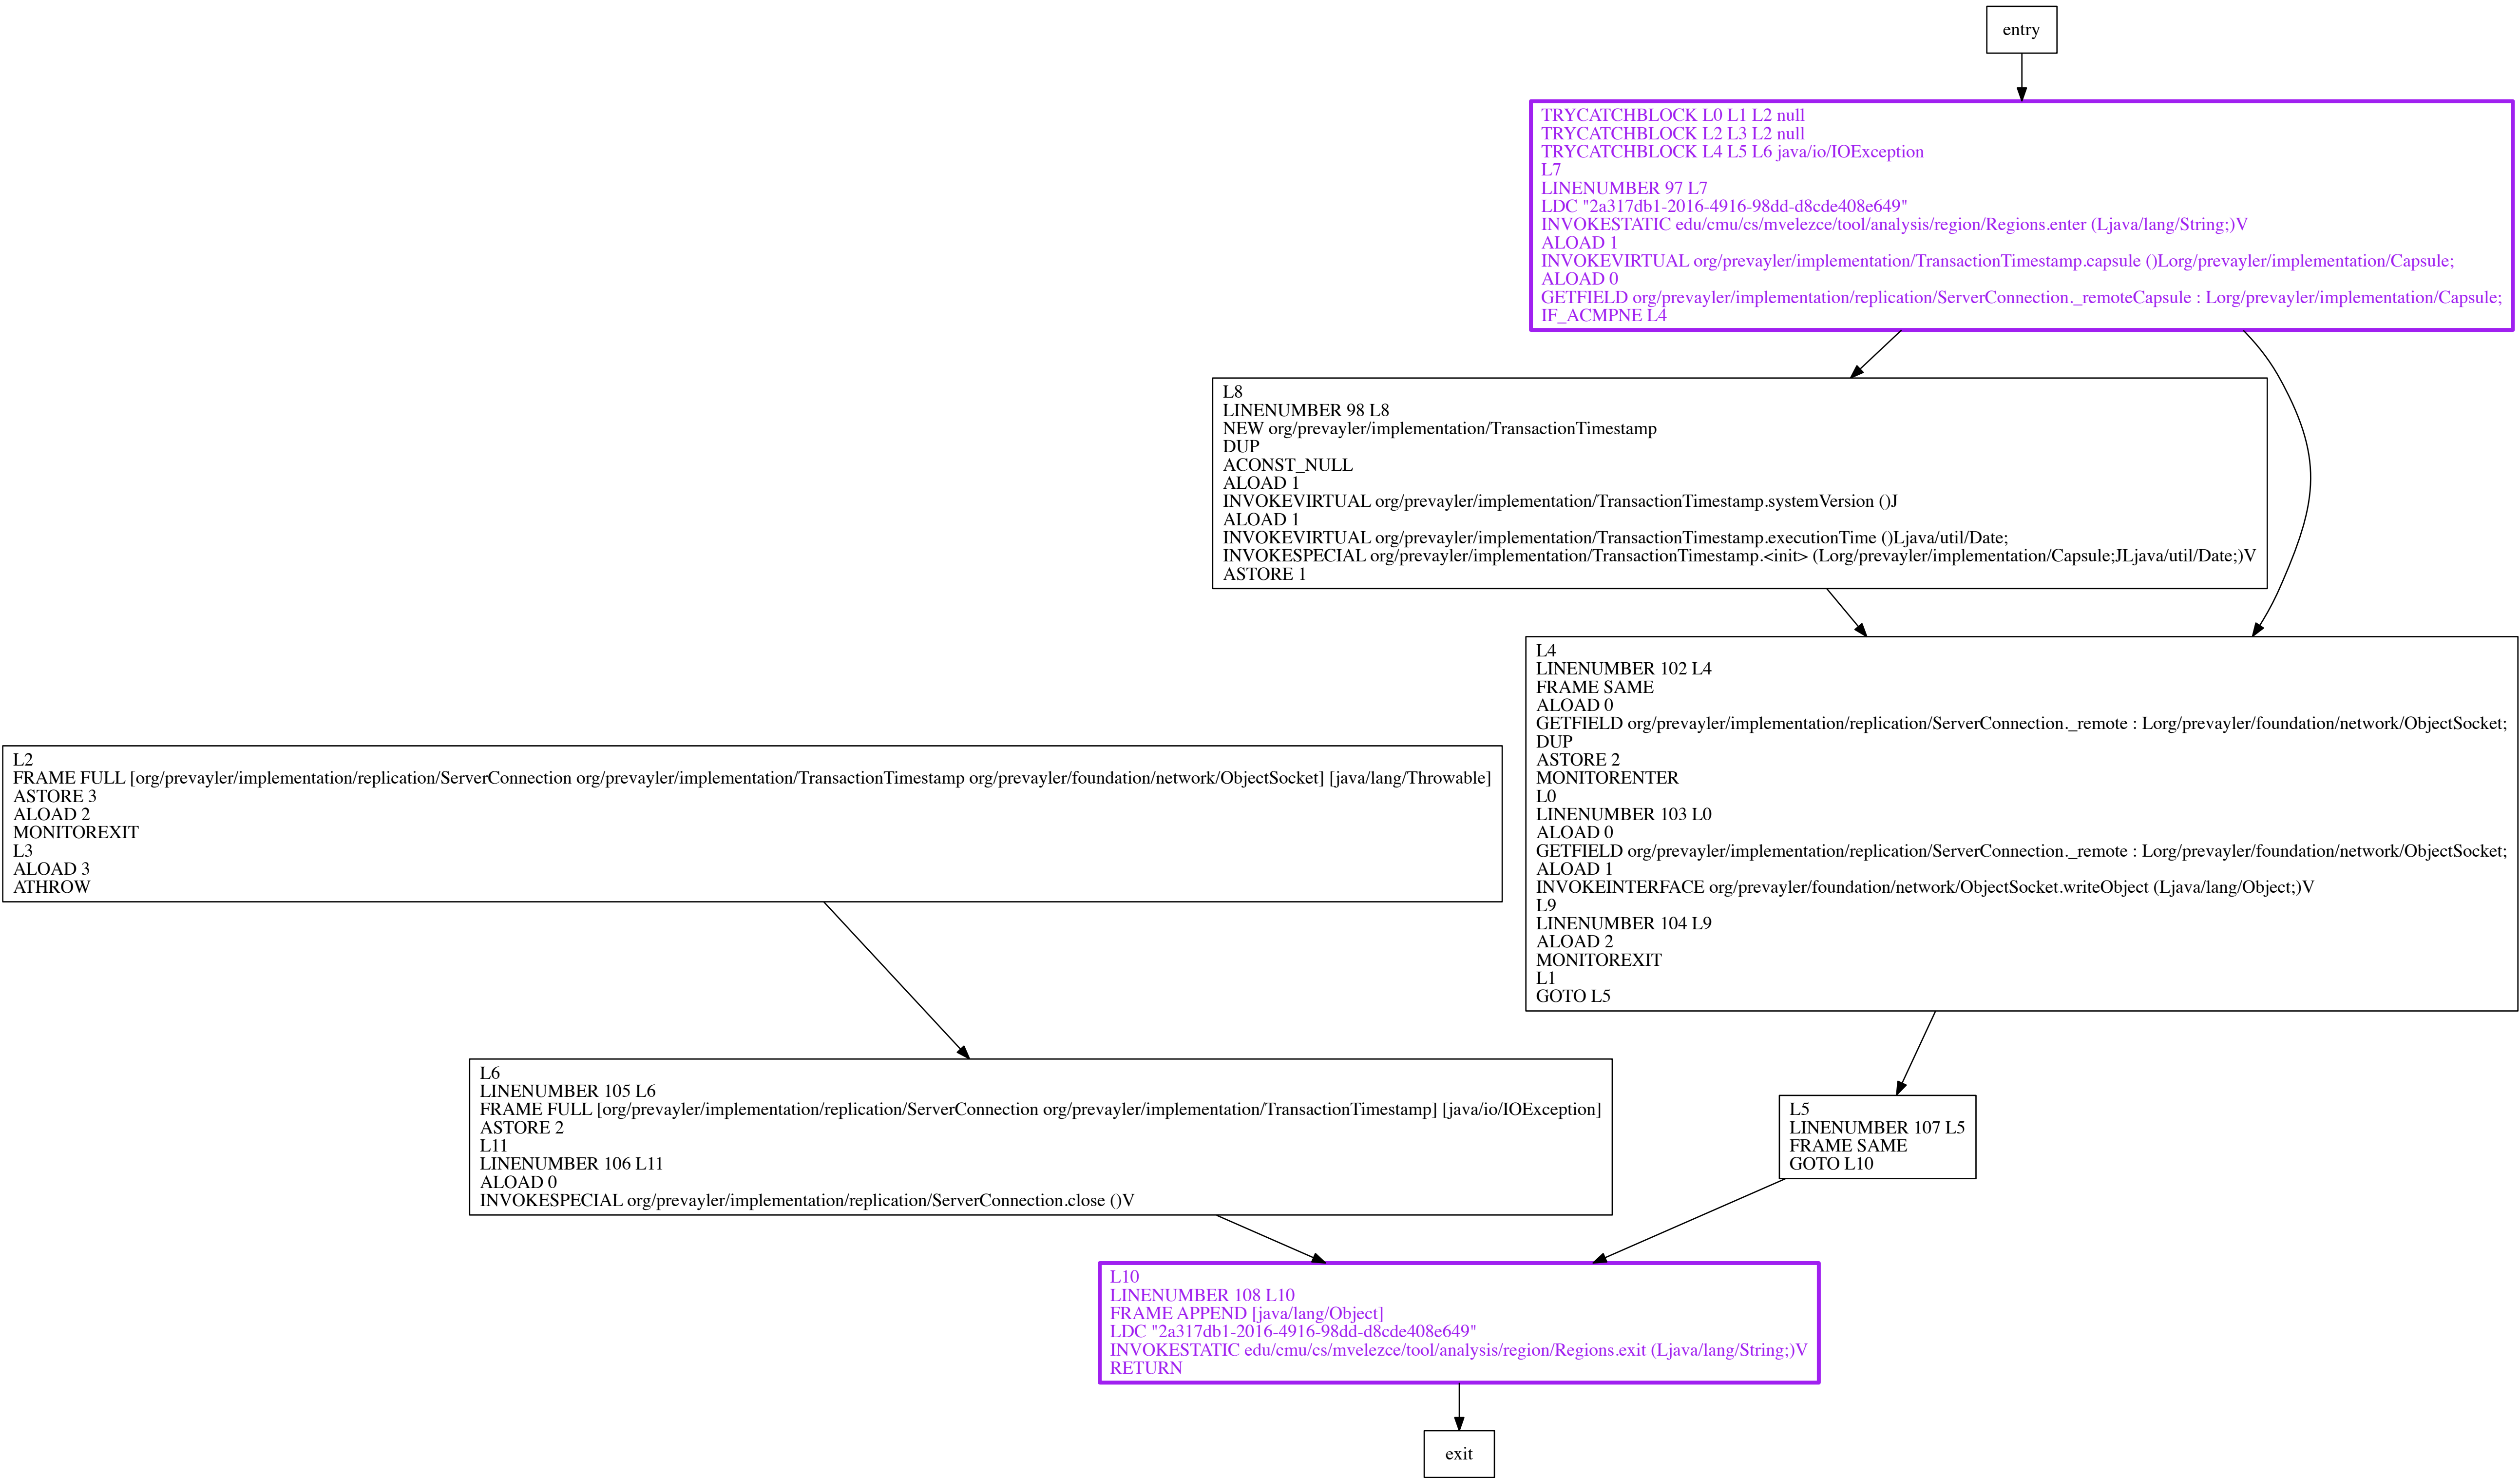 entry
TRYCATCHBLOCK L0 L1 L2 null
TRYCATCHBLOCK L2 L3 L2 null
TRYCATCHBLOCK L4 L5 L6 java/io/IOException
L7
LINENUMBER 97 L7
LDC "2a317db1-2016-4916-98dd-d8cde408e649"
INVOKESTATIC edu/cmu/cs/mvelezce/tool/analysis/region/Regions.enter (Ljava/lang/String;)V
ALOAD 1
INVOKEVIRTUAL org/prevayler/implementation/TransactionTimestamp.capsule ()Lorg/prevayler/implementation/Capsule;
ALOAD 0
GETFIELD org/prevayler/implementation/replication/ServerConnection._remoteCapsule : Lorg/prevayler/implementation/Capsule;
IF_ACMPNE L4
L8
LINENUMBER 98 L8
NEW org/prevayler/implementation/TransactionTimestamp
DUP
ACONST_NULL
ALOAD 1
INVOKEVIRTUAL org/prevayler/implementation/TransactionTimestamp.systemVersion ()J
ALOAD 1
INVOKEVIRTUAL org/prevayler/implementation/TransactionTimestamp.executionTime ()Ljava/util/Date;
INVOKESPECIAL org/prevayler/implementation/TransactionTimestamp.<init> (Lorg/prevayler/implementation/Capsule;JLjava/util/Date;)V
ASTORE 1
L4
LINENUMBER 102 L4
FRAME SAME
ALOAD 0
GETFIELD org/prevayler/implementation/replication/ServerConnection._remote : Lorg/prevayler/foundation/network/ObjectSocket;
DUP
ASTORE 2
MONITORENTER
L0
LINENUMBER 103 L0
ALOAD 0
GETFIELD org/prevayler/implementation/replication/ServerConnection._remote : Lorg/prevayler/foundation/network/ObjectSocket;
ALOAD 1
INVOKEINTERFACE org/prevayler/foundation/network/ObjectSocket.writeObject (Ljava/lang/Object;)V
L9
LINENUMBER 104 L9
ALOAD 2
MONITOREXIT
L1
GOTO L5
L2
FRAME FULL [org/prevayler/implementation/replication/ServerConnection org/prevayler/implementation/TransactionTimestamp org/prevayler/foundation/network/ObjectSocket] [java/lang/Throwable]
ASTORE 3
ALOAD 2
MONITOREXIT
L3
ALOAD 3
ATHROW
L6
LINENUMBER 105 L6
FRAME FULL [org/prevayler/implementation/replication/ServerConnection org/prevayler/implementation/TransactionTimestamp] [java/io/IOException]
ASTORE 2
L11
LINENUMBER 106 L11
ALOAD 0
INVOKESPECIAL org/prevayler/implementation/replication/ServerConnection.close ()V
L5
LINENUMBER 107 L5
FRAME SAME
GOTO L10
L10
LINENUMBER 108 L10
FRAME APPEND [java/lang/Object]
LDC "2a317db1-2016-4916-98dd-d8cde408e649"
INVOKESTATIC edu/cmu/cs/mvelezce/tool/analysis/region/Regions.exit (Ljava/lang/String;)V
RETURN
exit